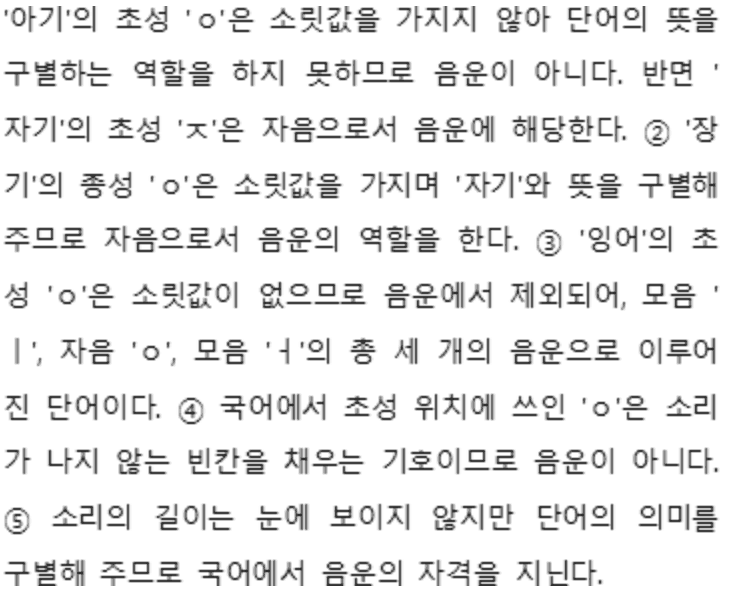 '아기'의 초성 'ㅇ'은 소릿값을 가지지 않아 단어의 뜻을
구별하는 역할을 하지 못하므로 음운이 아니다. 반면 '
자기'의 초성 'ㅈ'은 자음으로서 음운에 해당한다. ② '장
기'의 종성 'ㅇ'은 소릿값을 가지며 '자기'와 뜻을 구별해
주므로 자음으로서 음운의 역할을 한다. ③ '잉어'의 초
성 'ㅇ'은 소릿값이 없으므로 음운에서 제외되어, 모음 '
ㅣ', 자음 'ㅇ', 모음 'ㅓ'의 총 세 개의 음운으로 이루어
진 단어이다. ④ 국어에서 초성 위치에 쓰인 'ㅇ'은 소리
가 나지 않는 빈칸을 채우는 기호이므로 음운이 아니다.
⑤ 소리의 길이는 눈에 보이지 않지만 단어의 의미를
구별해 주므로 국어에서 음운의 자격을 지닌다.